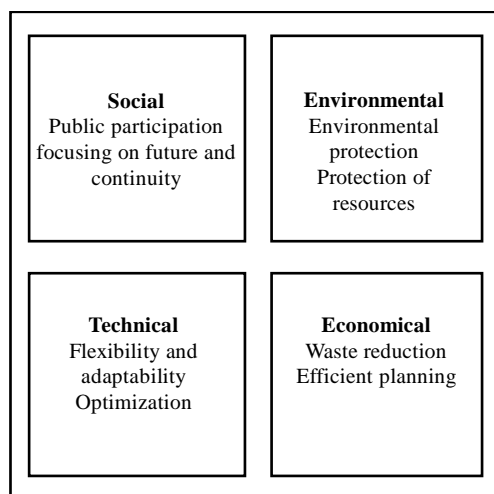 Social
Public participation
focusing on future and
continuity
Environmental
Environmental
protection
Protection of
resources
Technical
Flexibility and
adaptability
Optimization
Economical
Waste reduction
Efficient planning